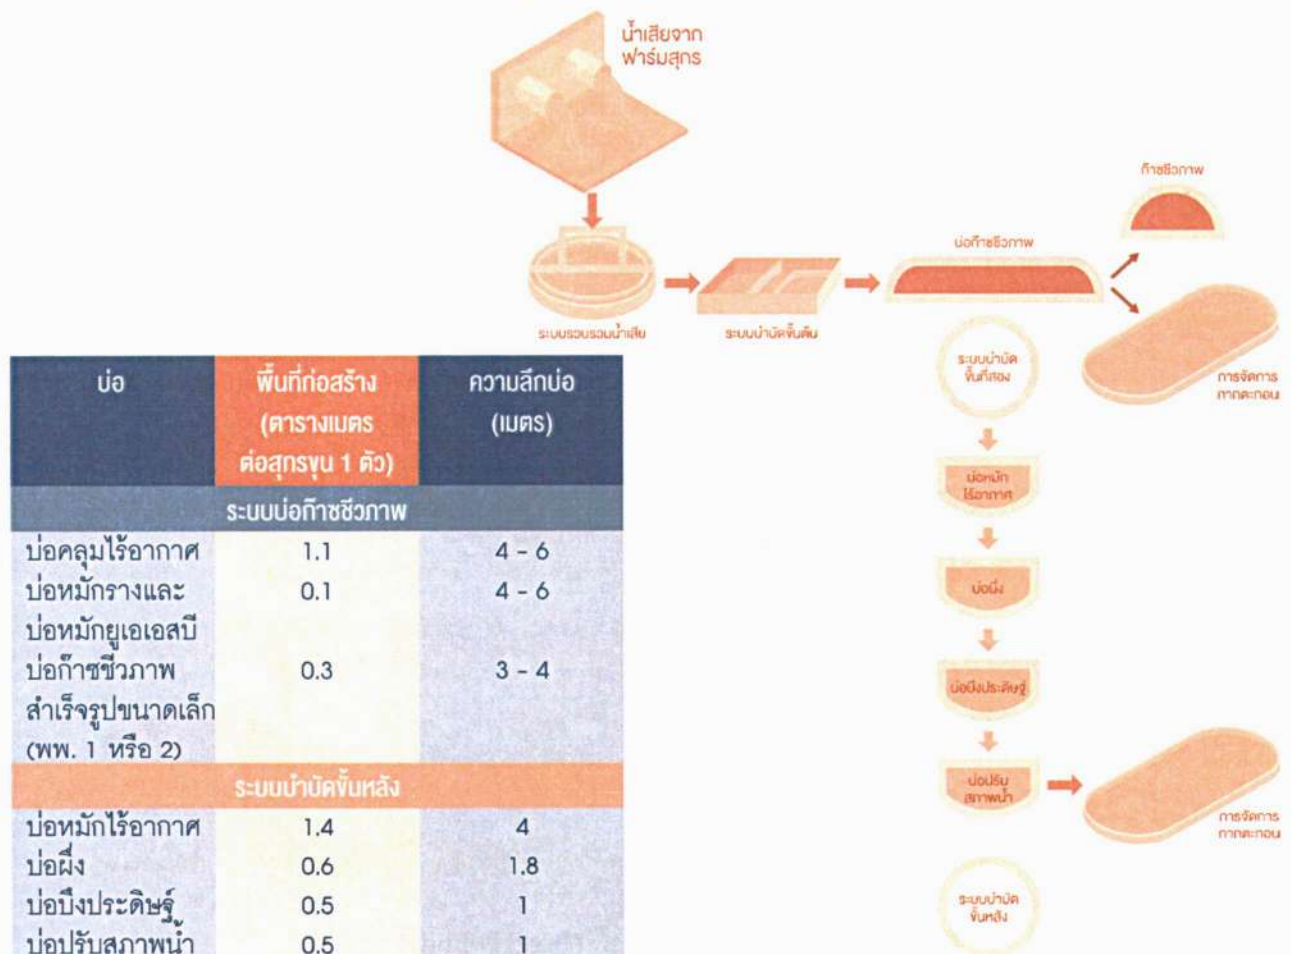 น้ำเสียจาก
ฟาร์มสุกร
ก๊าซชีวภาพ
บ่อก๊าซชีวภาพ
ระบบรวบรวมน้ำเสีย
ระบบบำบัดขั้นต้น
ระบบบำบัด
ขั้นที่สอง
การจัดการ
กากตะกอน
บ่อหมัก
ไร้อากาศ
บ่อผึ่ง
บ่อบึงประดิษฐ์
บ่อปรับ
สภาพน้ำ
การจัดการ
กากตะกอน
ระบบบำบัด
ขั้นหลัง
บ่อ พื้นที่ก่อสร้าง ความลึกบ่อ
(ตารางเมตร (เมตร)
ต่อสุกรขุน 1 ตัว)
ระบบบ่อก๊าซชีวภาพ
บ่อคลุมไร้อากาศ 1.1 4 - 6
บ่อหมักรางและ 0.1 4 - 6
บ่อหมักยูเอเอสบี
บ่อก๊าซชีวภาพ 0.3 3 - 4
สำเร็จรูปขนาดเล็ก
(พพ. 1 หรือ 2)
ระบบบำบัดขั้นหลัง
บ่อหมักไร้อากาศ 1.4 4
บ่อผึ่ง 0.6 1.8
บ่อบึงประดิษฐ์ 0.5 1
บ่อปรับสภาพน้ำ 0.5 1